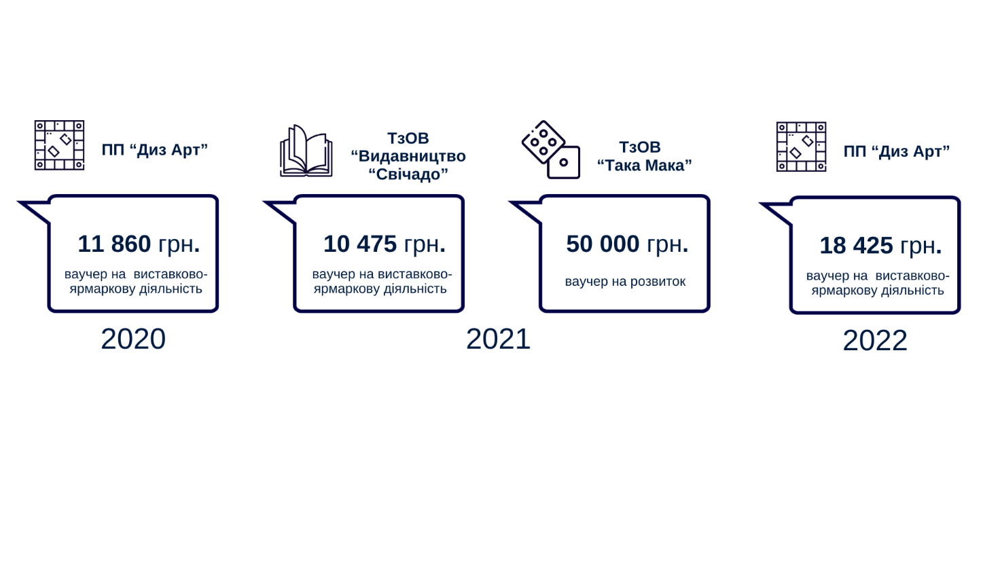 ПП “Диз Арт”
11 860 грн.
ваучер на  виставково-
ярмаркову діяльність
2020
ТзОВ
“Видавництво
“Свічадо”
10 475 грн.
ваучер на виставково-
ярмаркову діяльність
ТзОВ
“Така Мака”
50 000 грн.
ваучер на розвиток
2021
ПП “Диз Арт”
18 425 грн.
ваучер на  виставково-
ярмаркову діяльність
2022